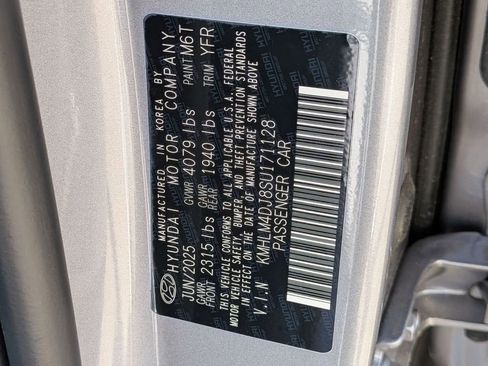 MANUFACTURED IN KOREA BY
HYUNDAI MOTOR COMPANY
JUN/2025 GVWR 4079 lbs PAINT M6T
GAWR FRONT 2315 lbs GAWR REAR 1940 lbs TRIM YFR
THIS VEHICLE CONFORMS TO ALL APPLICABLE U.S.A. FEDERAL
MOTOR VEHICLE SAFETY, BUMPER, AND THEFT PREVENTION STANDARDS
IN EFFECT ON THE DATE OF MANUFACTURE SHOWN ABOVE
V.I.N KMHLM4DJ8SU171128
PASSENGER CAR